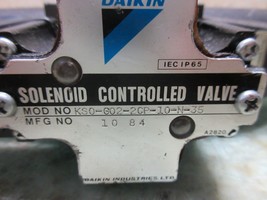 DAIKIN
IEC IP65
SOLENOID CONTROLLED VALVE
MOD NO KSO-G02-2CP-10-N-35
MFG NO 10 84
A2820
DAIKIN INDUSTRIES LTD.